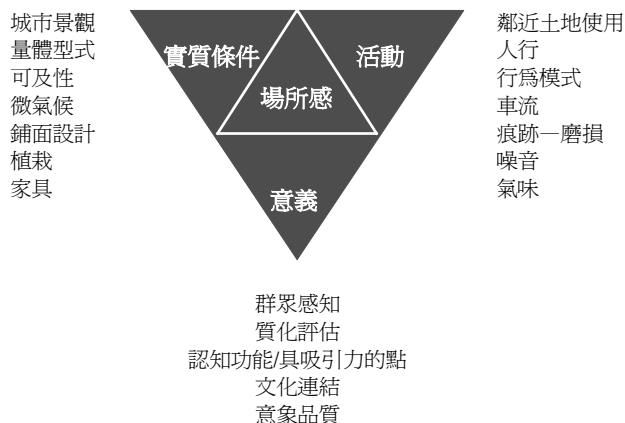 城市景觀
量體型式
可及性
微氣候
鋪面設計
植栽
家具
實質條件
活動
場所感
意義
鄰近土地使用
人行
行爲模式
車流
痕跡—磨損
噪音
氣味
群眾感知
質化評估
認知功能/具吸引力的點
文化連結
意象品質